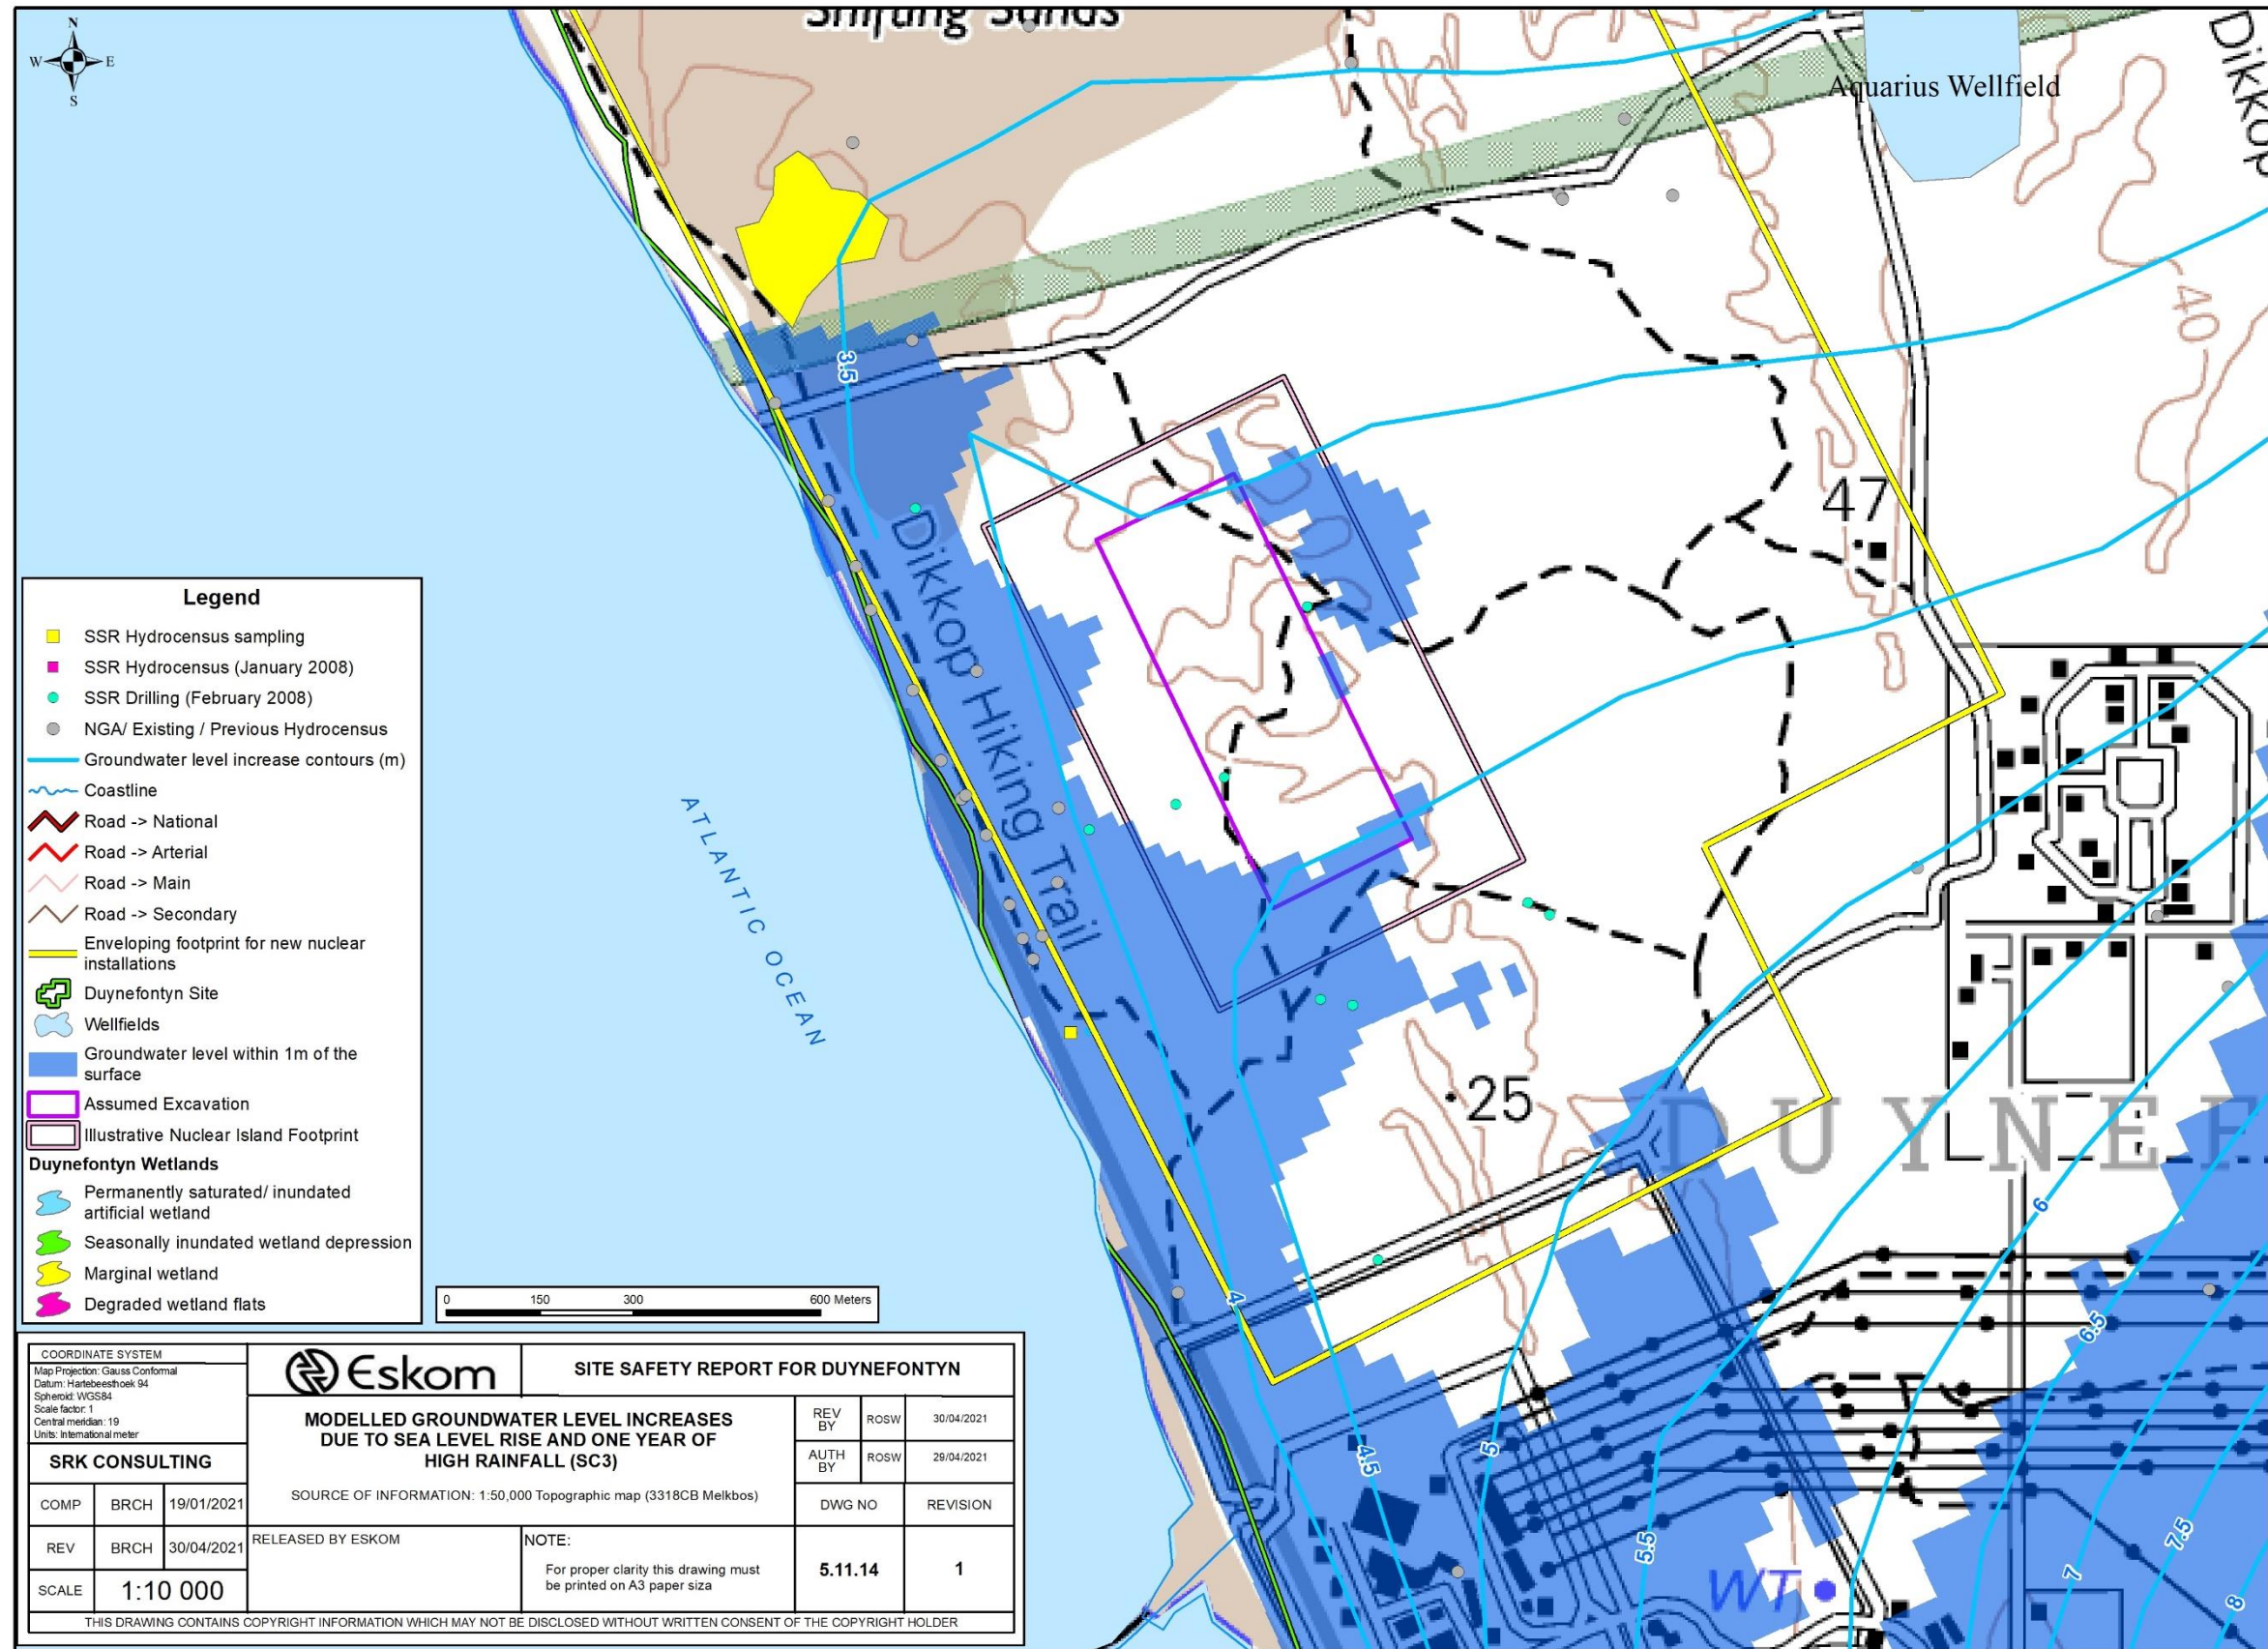 N
W E
S
Shifting Sands
Aquarius Wellfield
Dikkop
40
47
3.5
Dikkop Hiking Trail
ATLANTIC OCEAN
25
DUYNEF
4
4.5
5
5.5
6
6.5
7
7.5
8
WT
Legend
SSR Hydrocensus sampling
SSR Hydrocensus (January 2008)
SSR Drilling (February 2008)
NGA/ Existing / Previous Hydrocensus
Groundwater level increase contours (m)
Coastline
Road -> National
Road -> Arterial
Road -> Main
Road -> Secondary
Enveloping footprint for new nuclear
installations
Duynefontyn Site
Wellfields
Groundwater level within 1m of the
surface
Assumed Excavation
Illustrative Nuclear Island Footprint
Duynefontyn Wetlands
Permanently saturated/ inundated
artificial wetland
Seasonally inundated wetland depression
Marginal wetland
Degraded wetland flats
0 150 300 600 Meters
COORDINATE SYSTEM
Map Projection: Gauss Conformal
Datum: Hartebeesthoek 94
Spheroid: WGS84
Scale factor: 1
Central meridian: 19
Units: International meter
SRK CONSULTING
COMP BRCH 19/01/2021
REV BRCH 30/04/2021
SCALE 1:10 000
Eskom
SITE SAFETY REPORT FOR DUYNEFONTYN
MODELLED GROUNDWATER LEVEL INCREASES
DUE TO SEA LEVEL RISE AND ONE YEAR OF
HIGH RAINFALL (SC3)
SOURCE OF INFORMATION: 1:50,000 Topographic map (3318CB Melkbos)
REV
BY ROSW 30/04/2021
AUTH
BY ROSW 29/04/2021
DWG NO REVISION
5.11.14 1
RELEASED BY ESKOM
NOTE:
For proper clarity this drawing must
be printed on A3 paper siza
THIS DRAWING CONTAINS COPYRIGHT INFORMATION WHICH MAY NOT BE DISCLOSED WITHOUT WRITTEN CONSENT OF THE COPYRIGHT HOLDER